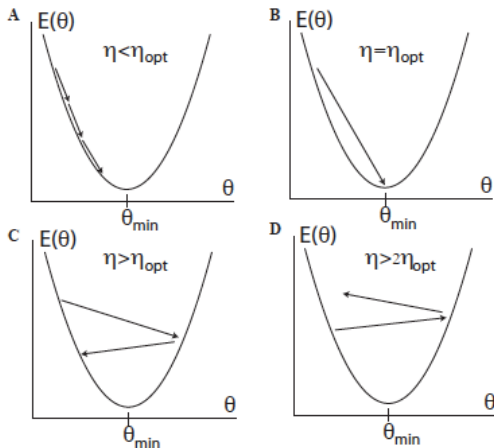 A
E(θ)
η<η_opt
θ
θ_min
B
E(θ)
η=η_opt
θ
θ_min
C
E(θ)
η>η_opt
θ
θ_min
D
E(θ)
η>2η_opt
θ
θ_min